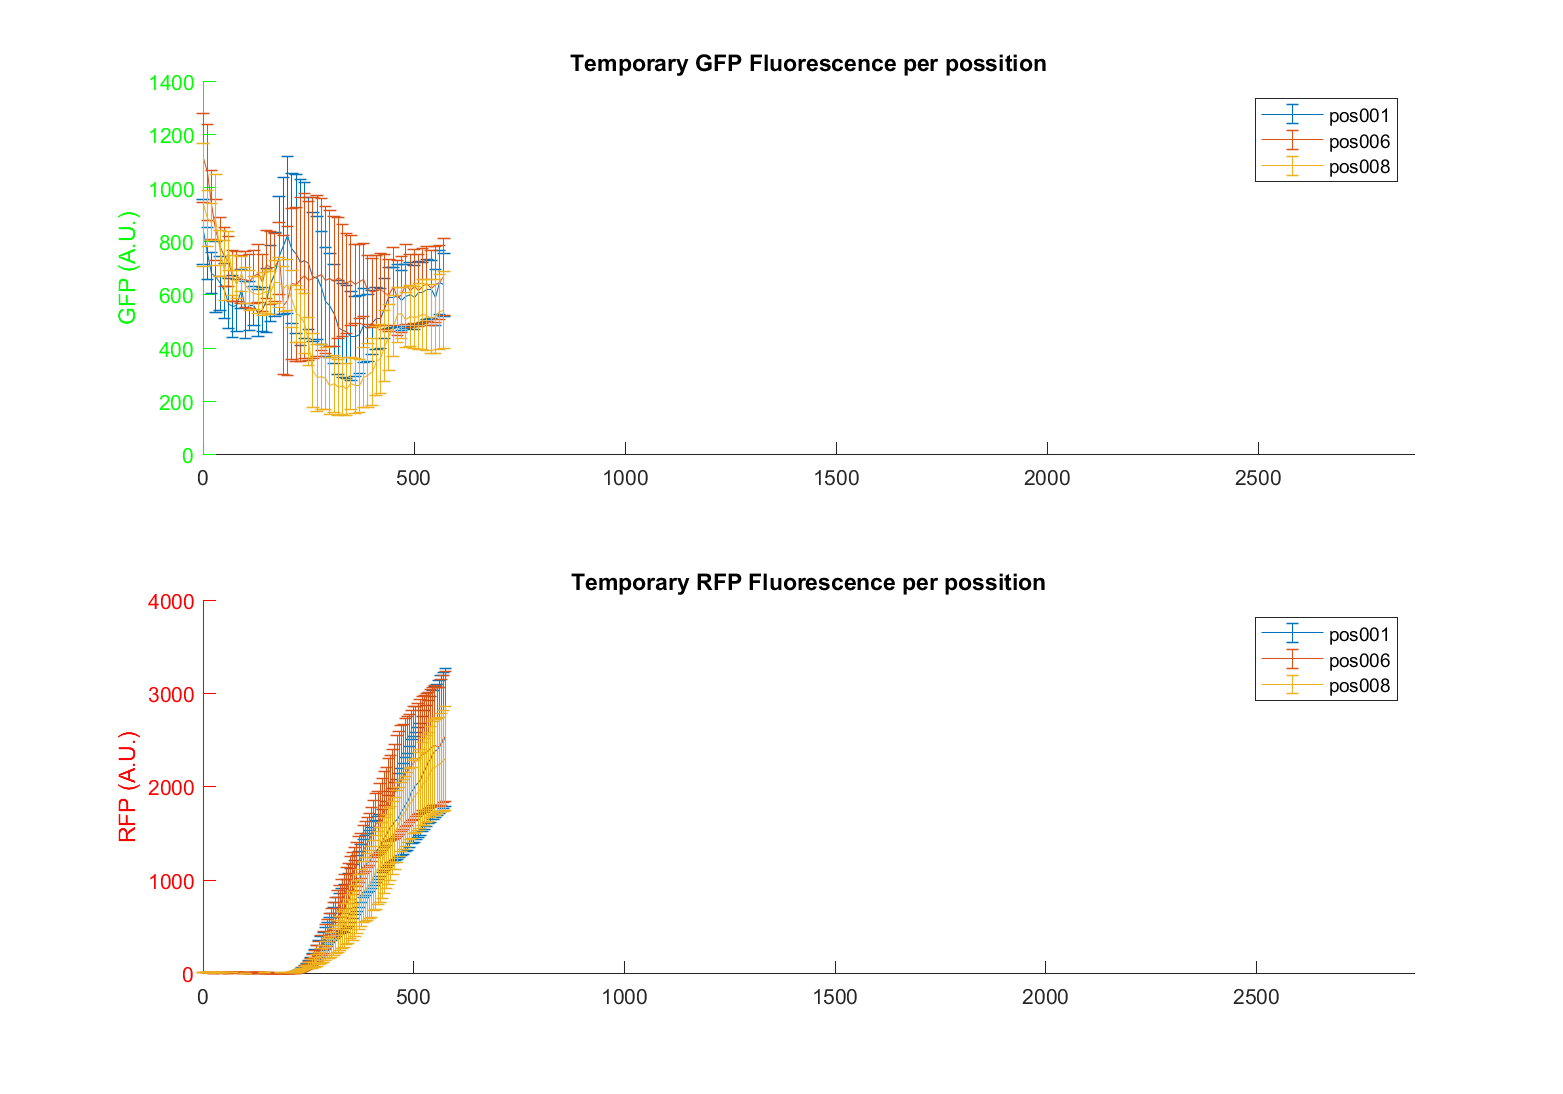 Temporary GFP Fluorescence per possition
1400
1200
1000
800
600
400
200
0
GFP (A.U.)
pos001
pos006
pos008
0 500 1000 1500 2000 2500
Temporary RFP Fluorescence per possition
4000
3000
2000
1000
0
RFP (A.U.)
pos001
pos006
pos008
0 500 1000 1500 2000 2500